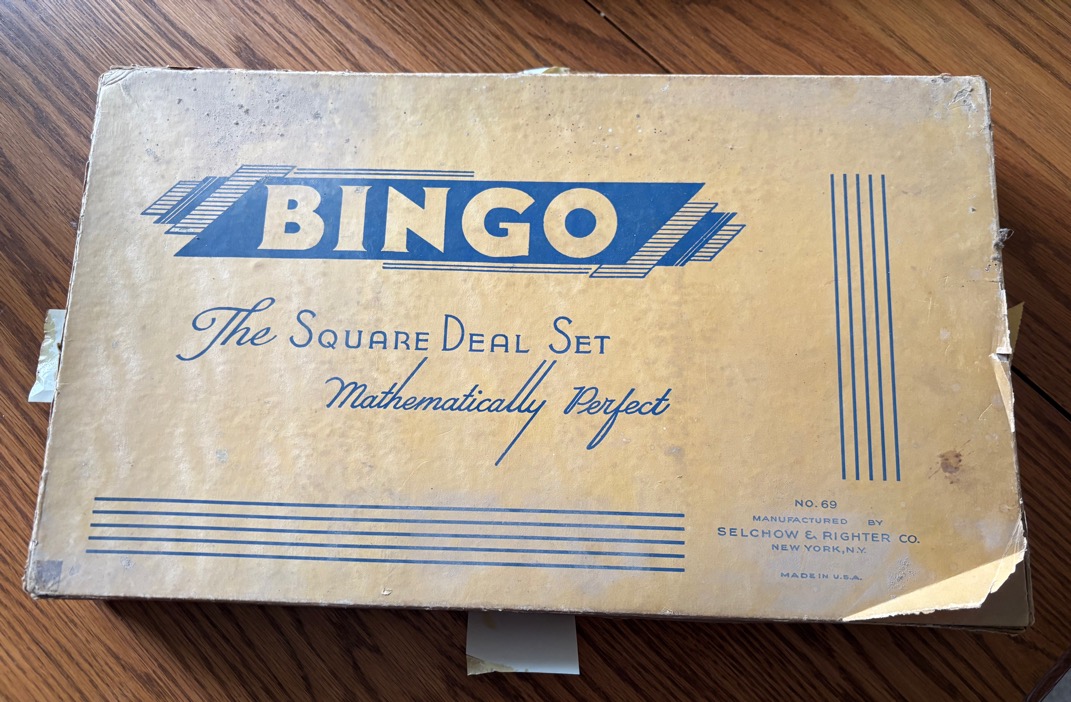 BINGO
The SQUARE DEAL SET
Mathematically Perfect
NO. 69
MANUFACTURED BY
SELCHOW & RIGHTER CO.
NEW YORK, N.Y.
MADE IN U.S.A.